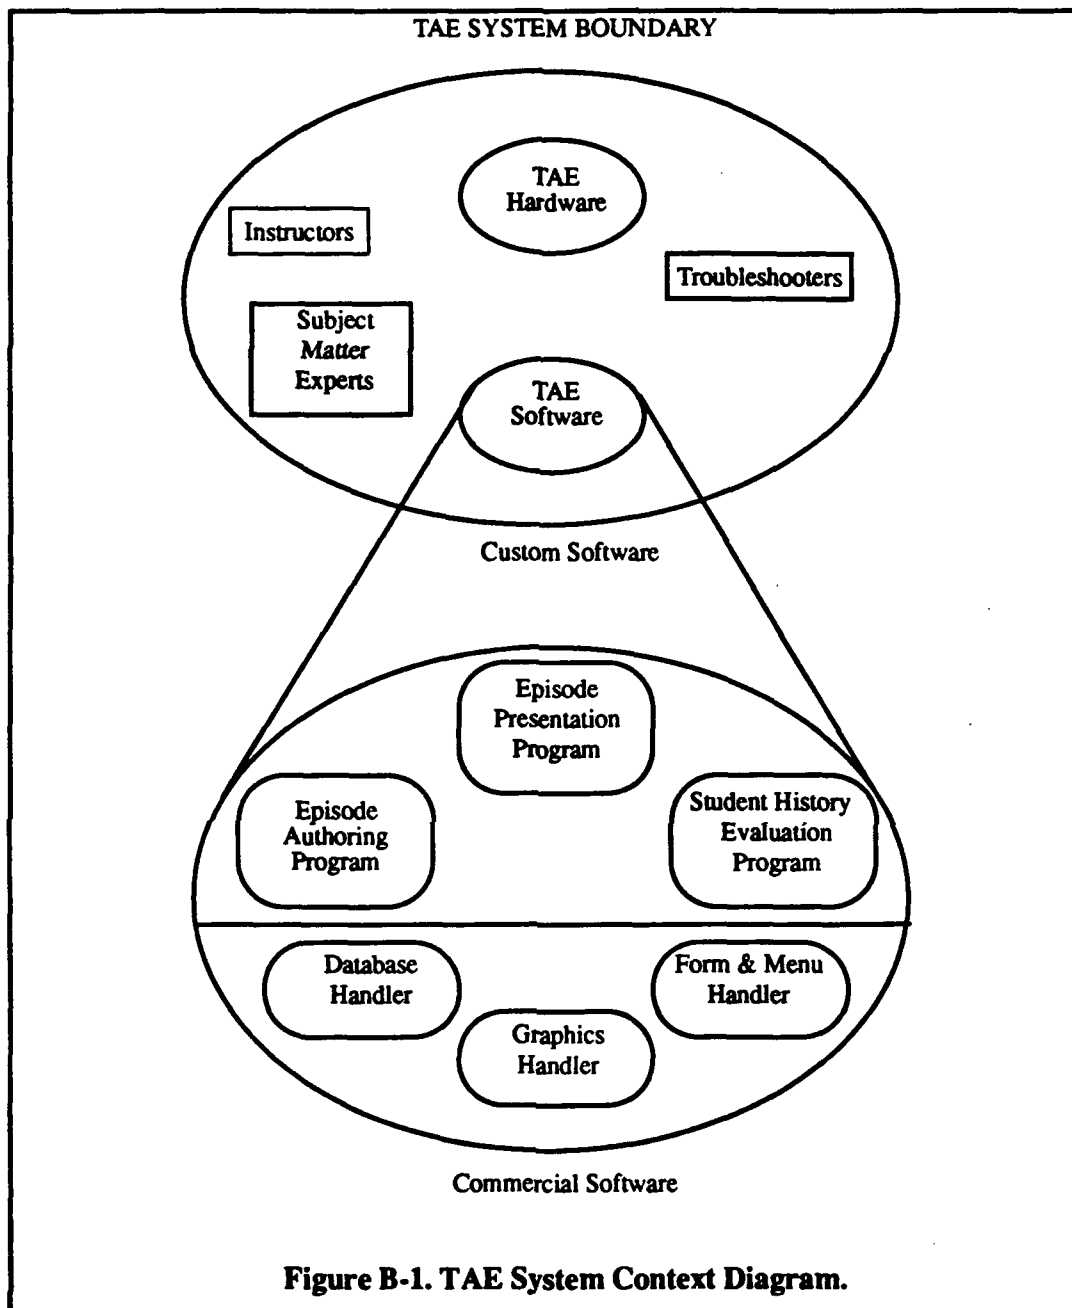 TAE SYSTEM BOUNDARY
TAE
Hardware
Instructors
Troubleshooters
Subject
Matter
Experts
TAE
Software
Custom Software
Episode
Presentation
Program
Episode
Authoring
Program
Student History
Evaluation
Program
Database
Handler
Form & Menu
Handler
Graphics
Handler
Commercial Software
Figure B-1. TAE System Context Diagram.